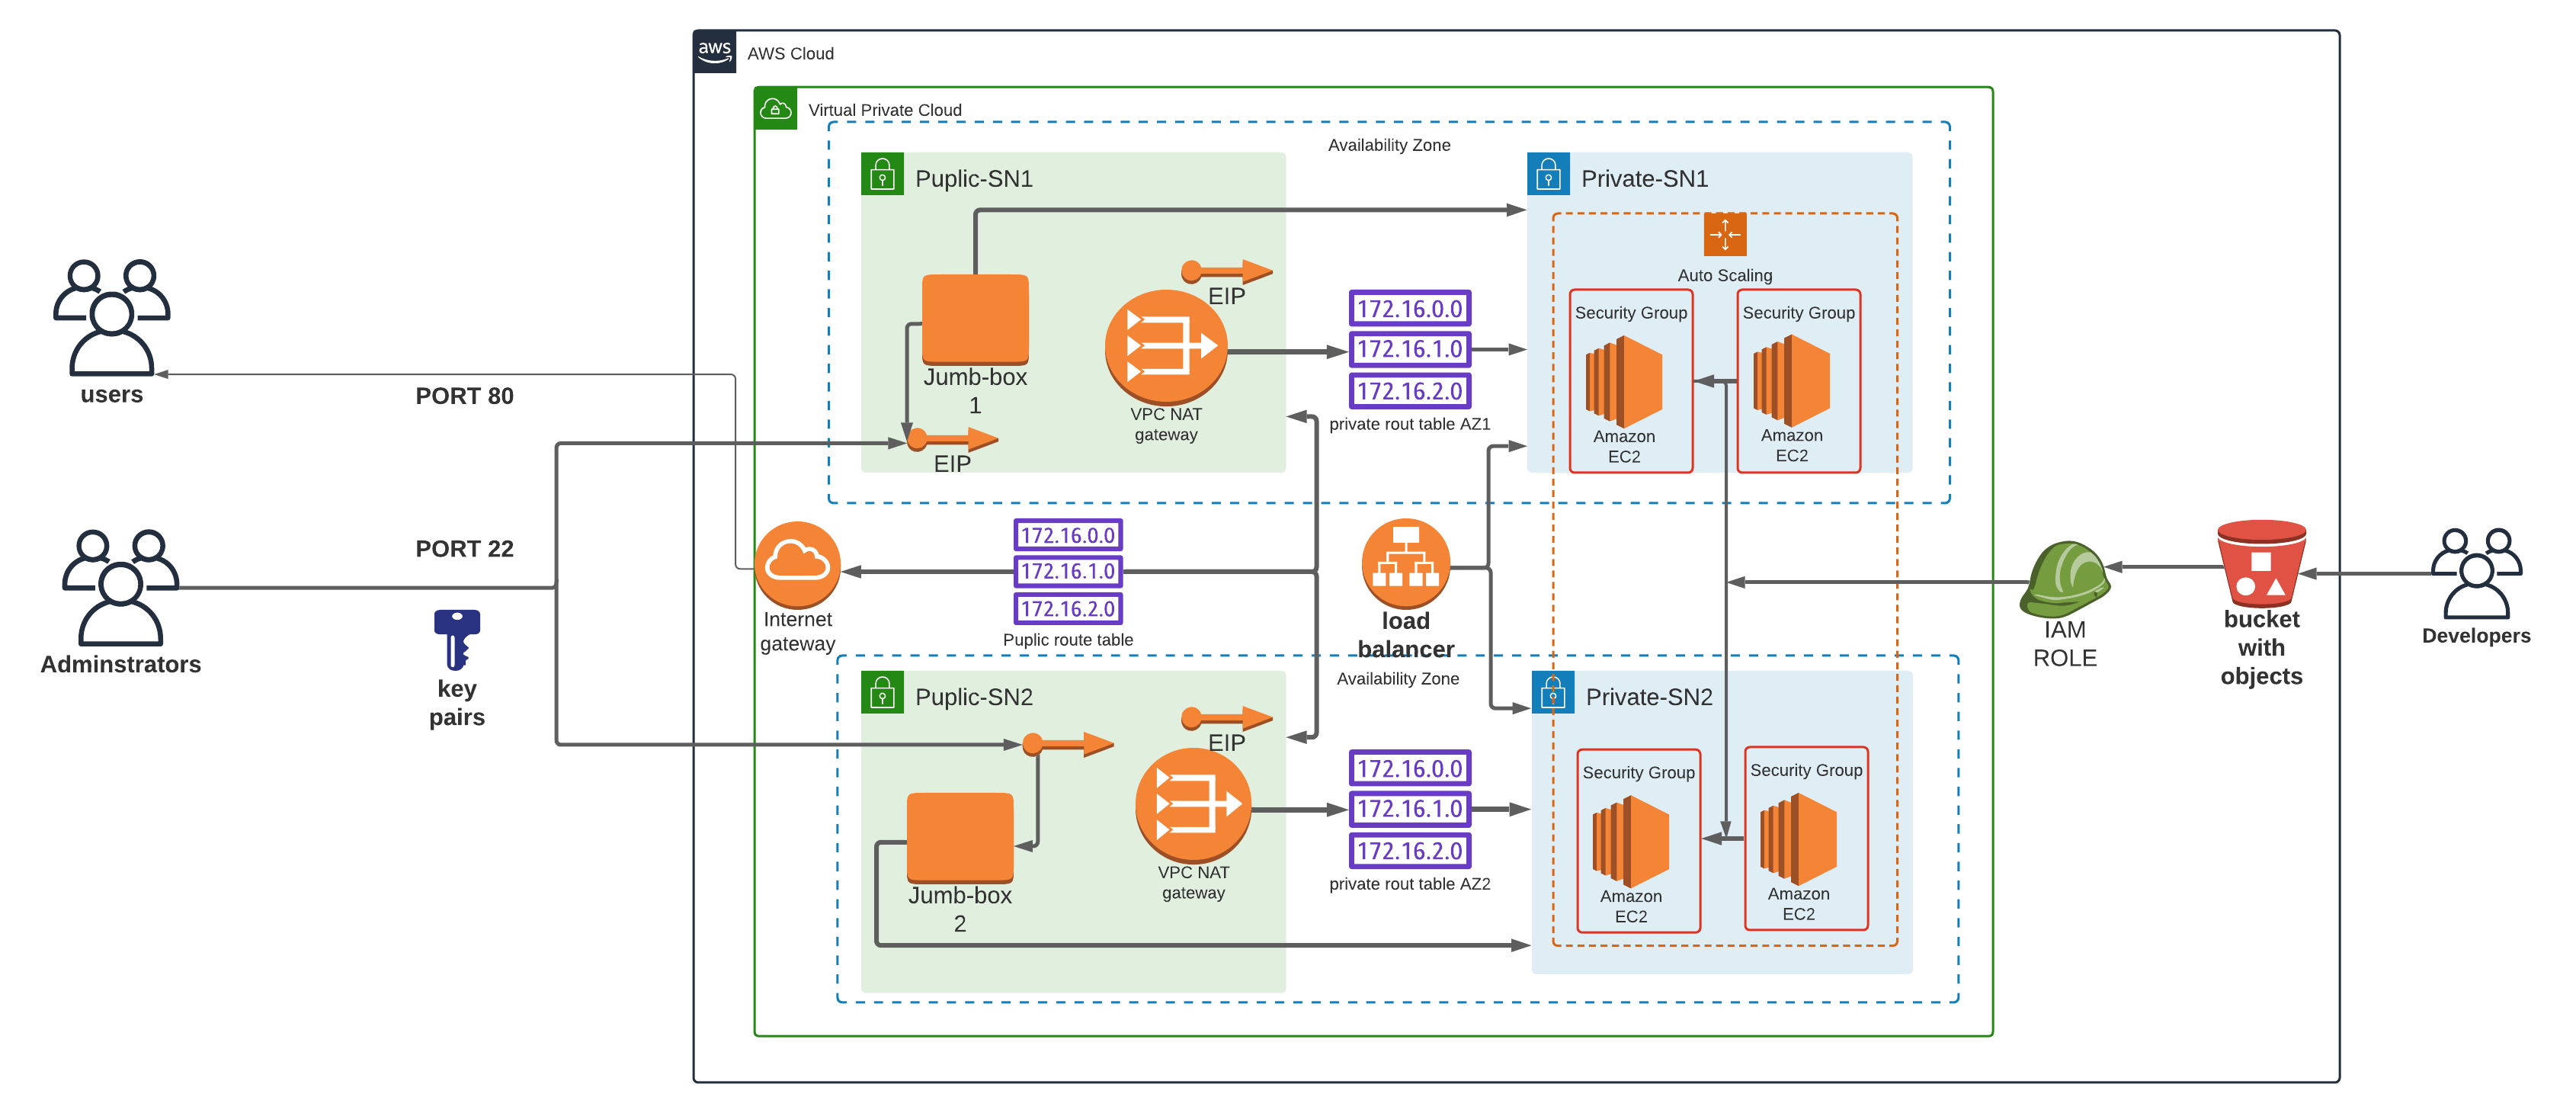 aws
AWS Cloud
Virtual Private Cloud
Availability Zone
Puplic-SN1
Private-SN1
Auto Scaling
EIP
Security Group
Security Group
172.16.0.0
172.16.1.0
172.16.2.0
private rout table AZ1
Jumb-box
1
VPC NAT
gateway
EIP
Amazon
EC2
Amazon
EC2
users
PORT 80
PORT 22
Adminstrators
key
pairs
Internet
gateway
172.16.0.0
172.16.1.0
172.16.2.0
Puplic route table
load
balancer
IAM
ROLE
bucket
with
objects
Developers
Availability Zone
Puplic-SN2
Private-SN2
EIP
Security Group
Security Group
172.16.0.0
172.16.1.0
172.16.2.0
private rout table AZ2
VPC NAT
gateway
Jumb-box
2
Amazon
EC2
Amazon
EC2